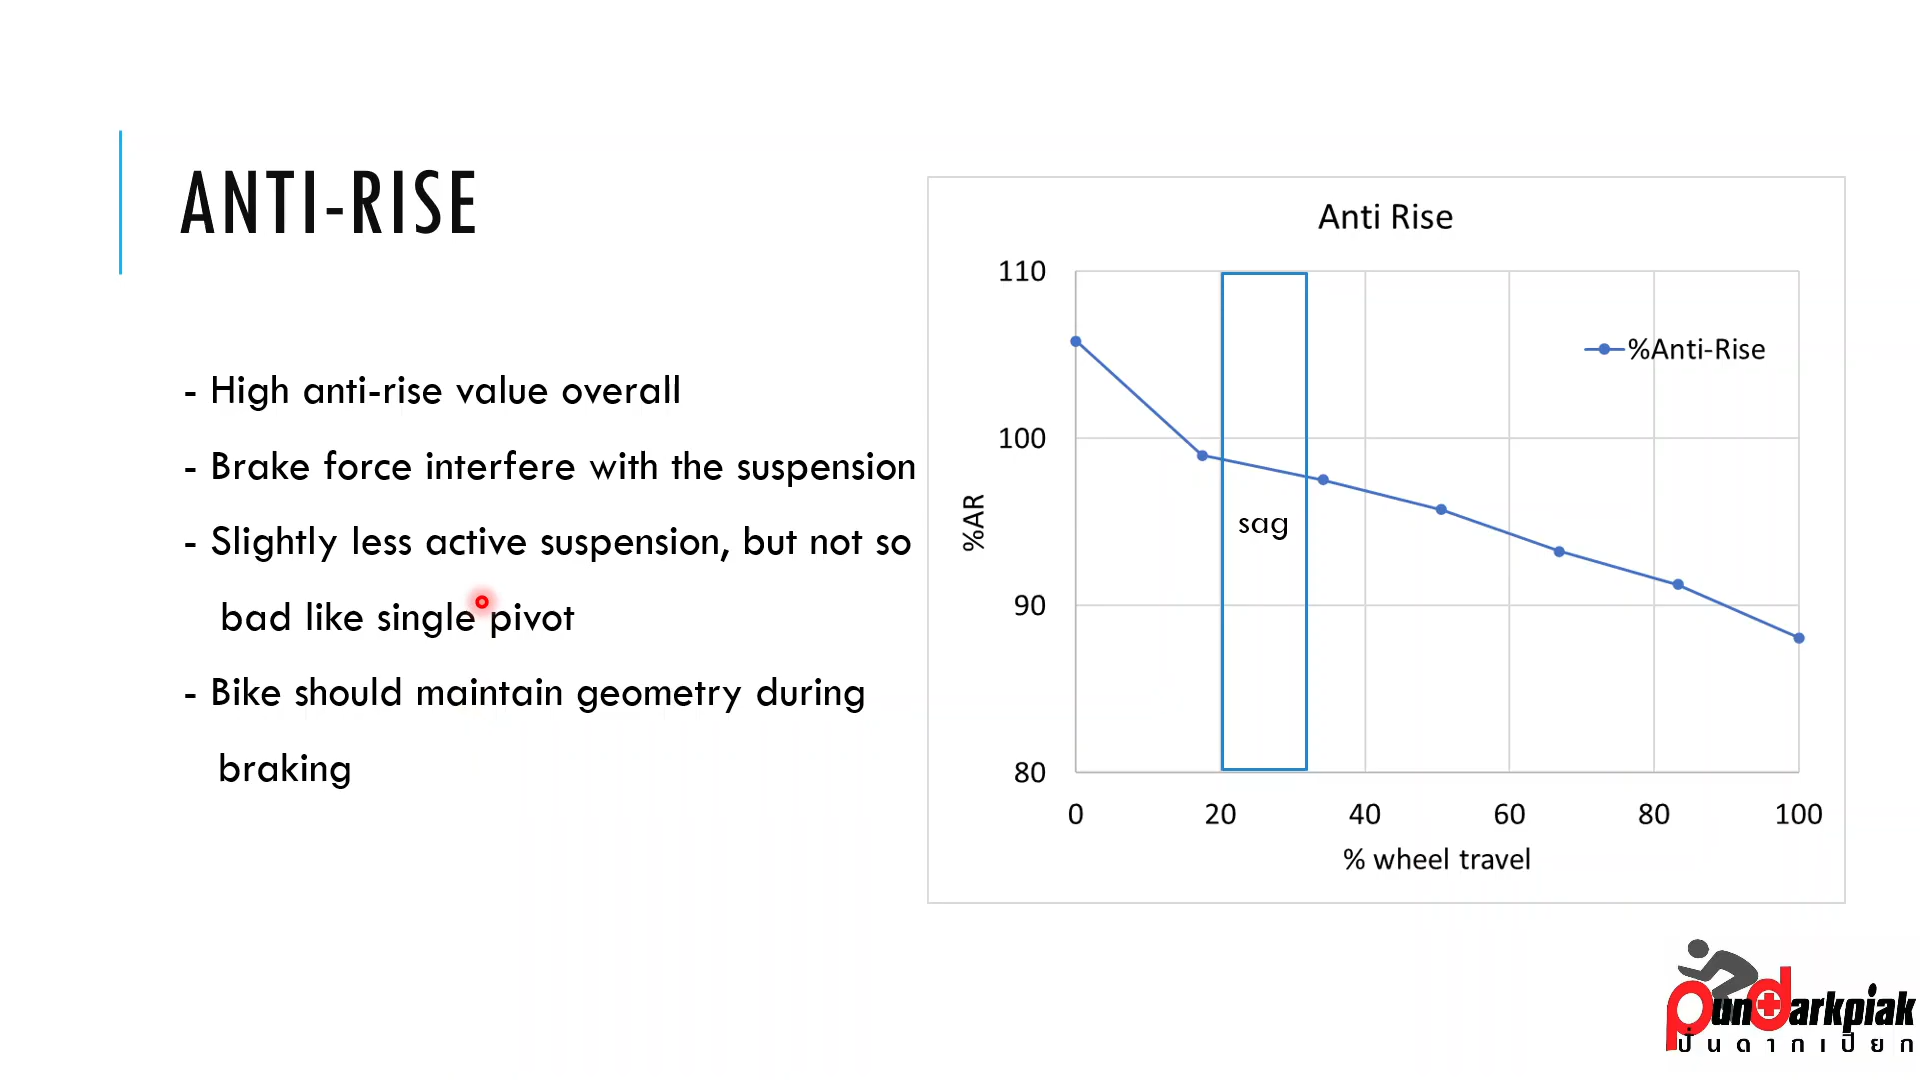 ANTI-RISE
- High anti-rise value overall
- Brake force interfere with the suspension
- Slightly less active suspension, but not so
bad like single pivot
- Bike should maintain geometry during
braking
Anti Rise
110
100
90
80
%AR
%Anti-Rise
sag
0 20 40 60 80 100
% wheel travel
pundarkpiak
ปั่นดากเปียก